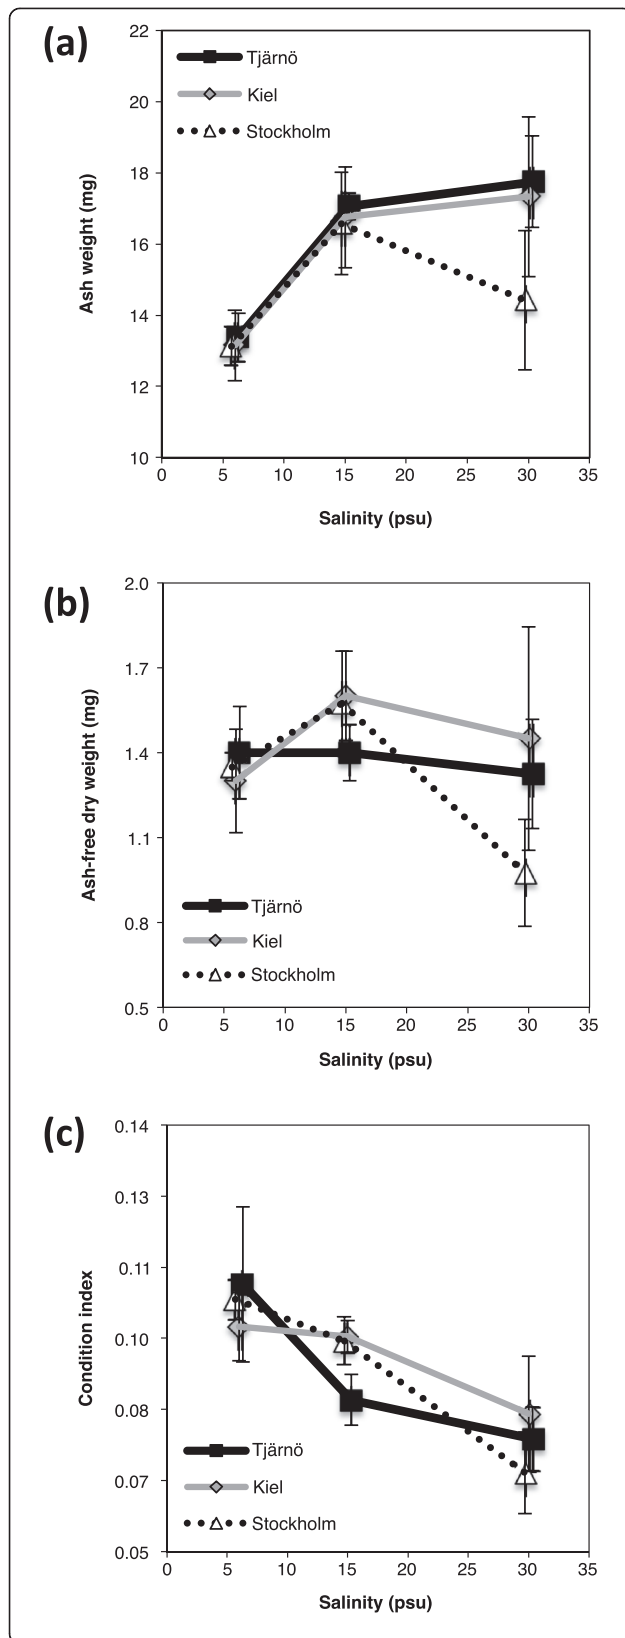 (a)
22
20
18
16
14
12
10
Ash weight (mg)
Tjärnö
Kiel
Stockholm
0 5 10 15 20 25 30 35
Salinity (psu)
(b)
2.0
1.7
1.4
1.1
0.8
0.5
Ash-free dry weight (mg)
Tjärnö
Kiel
Stockholm
0 5 10 15 20 25 30 35
Salinity (psu)
(c)
0.14
0.13
0.11
0.10
0.08
0.07
0.05
Condition index
Tjärnö
Kiel
Stockholm
0 5 10 15 20 25 30 35
Salinity (psu)